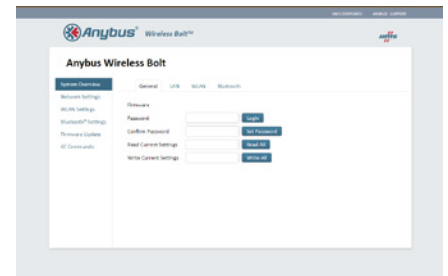 Anybus® Wireless Bolt™
Anybus Wireless Bolt
System Overview
Network Settings
WLAN Settings
Bluetooth® Settings
Firmware Update
AT Commands
General LAN WLAN Bluetooth
Firmware
Password Login
Confirm Password Set Password
Read Current Settings Read All
Write Current Settings Write All